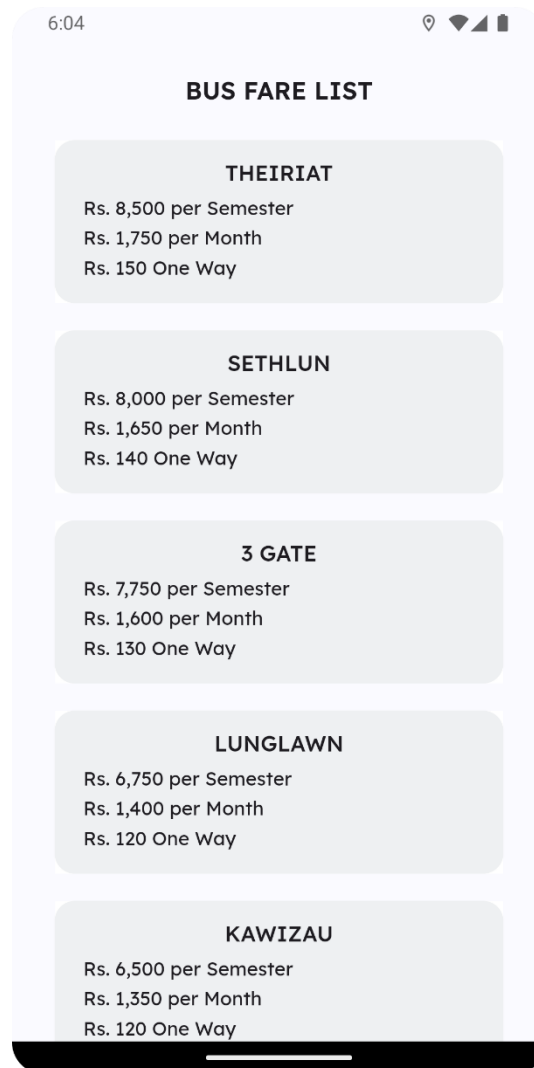 6:04
BUS FARE LIST
THEIRIAT
Rs. 8,500 per Semester
Rs. 1,750 per Month
Rs. 150 One Way
SETHLUN
Rs. 8,000 per Semester
Rs. 1,650 per Month
Rs. 140 One Way
3 GATE
Rs. 7,750 per Semester
Rs. 1,600 per Month
Rs. 130 One Way
LUNGLAWN
Rs. 6,750 per Semester
Rs. 1,400 per Month
Rs. 120 One Way
KAWIZAU
Rs. 6,500 per Semester
Rs. 1,350 per Month
Rs. 120 One Way